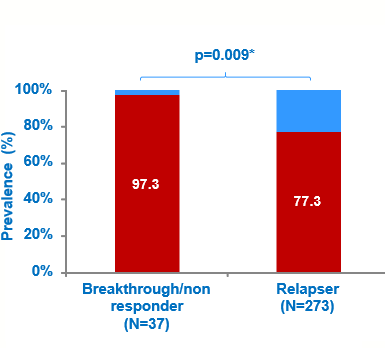 p=0.009*
Prevalence (%)
100%
80%
60%
40%
20%
0%
97.3
77.3
Breakthrough/non
responder
(N=37)
Relapser
(N=273)